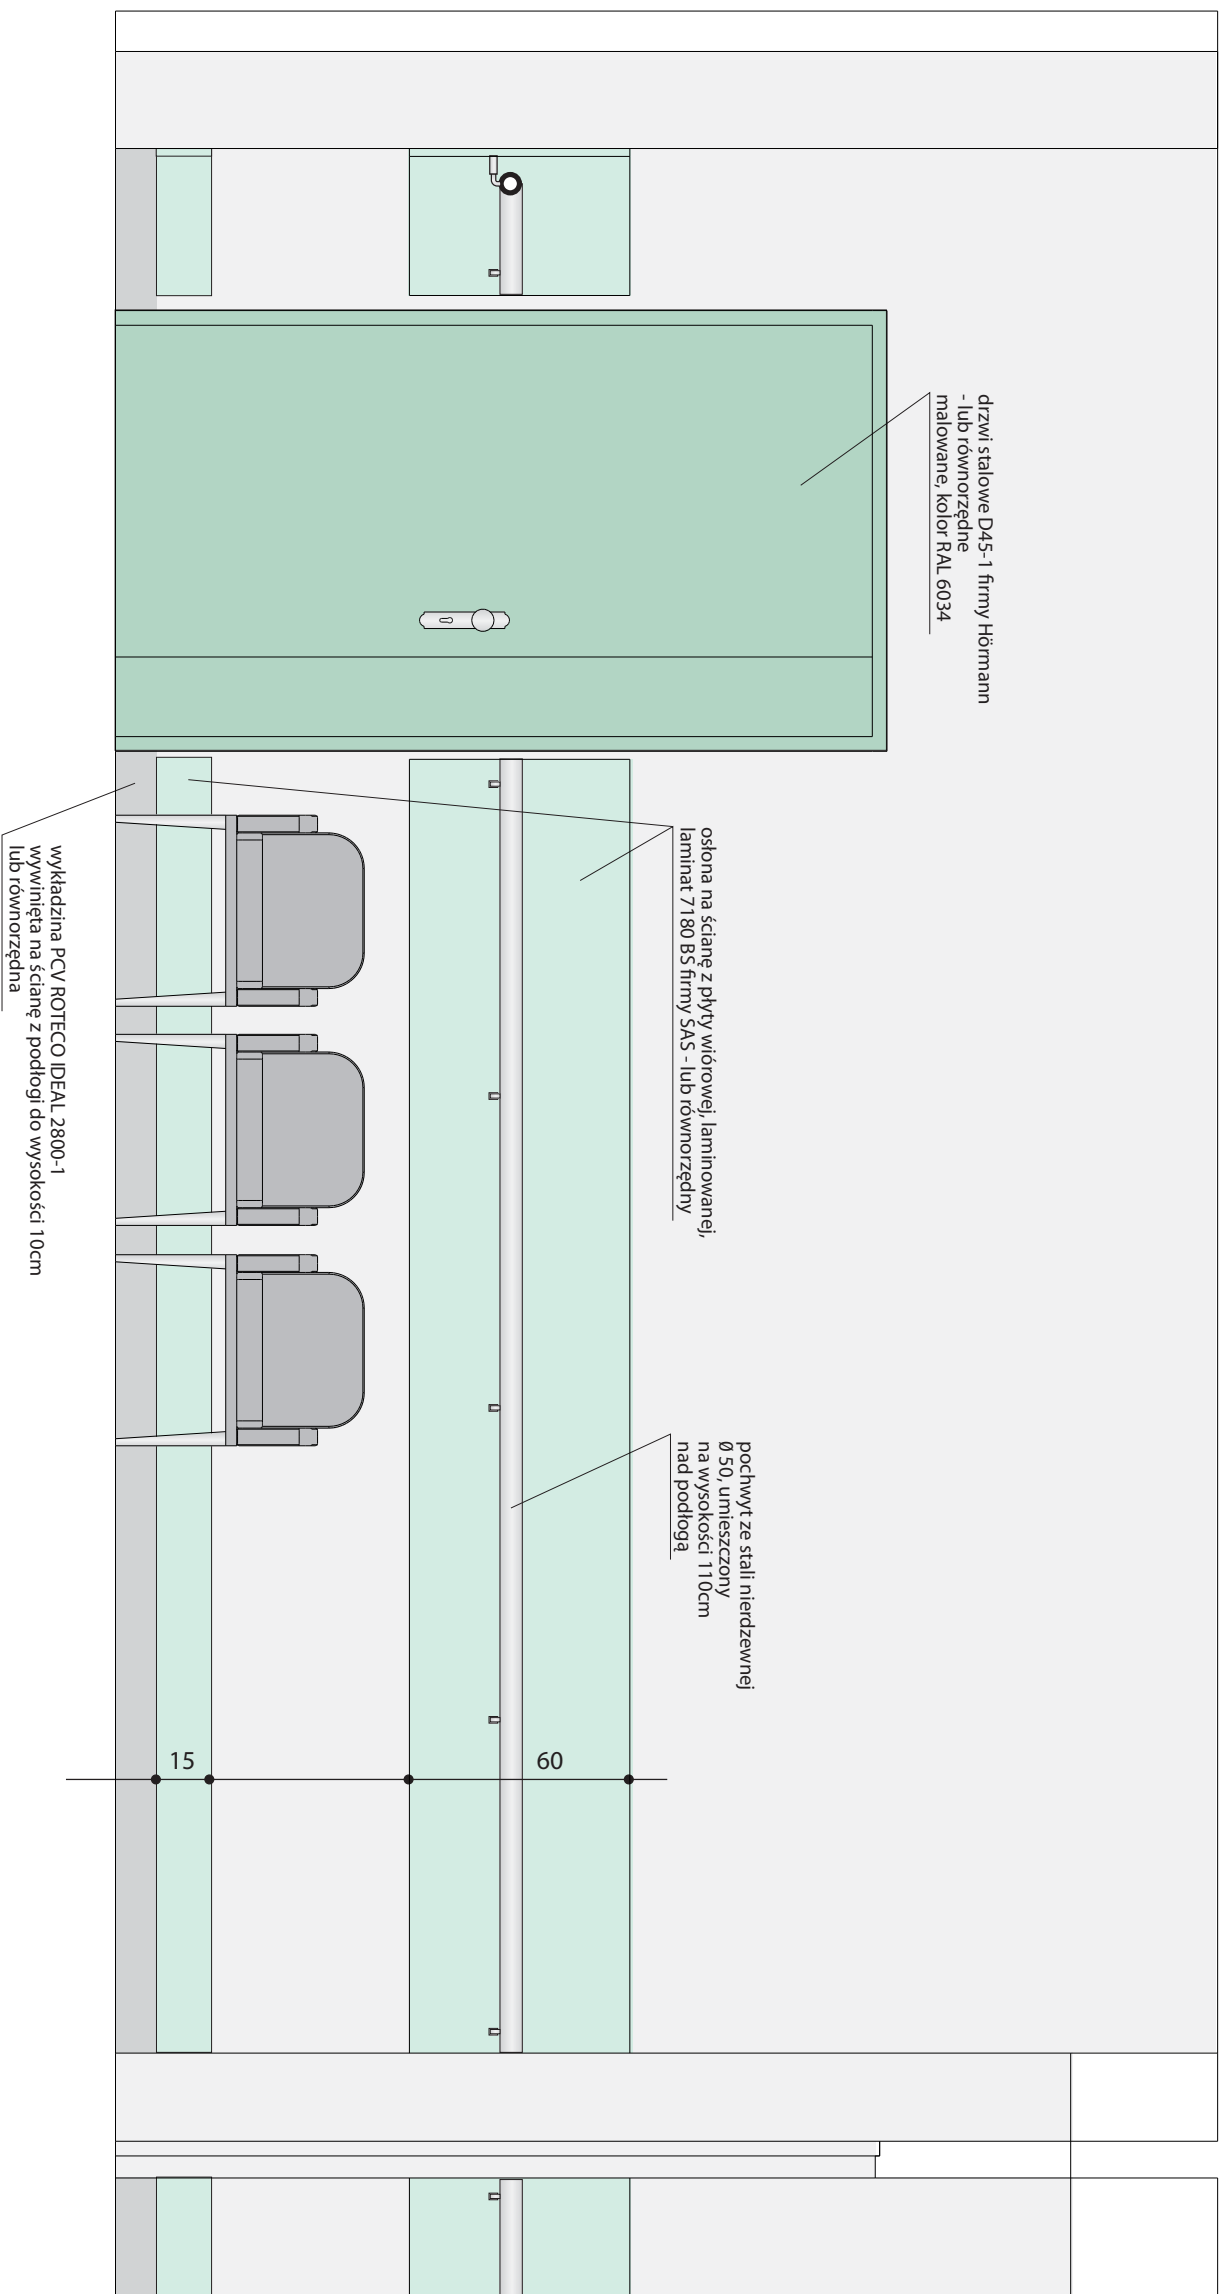 drzwi stalowe D45-1 firmy Hörmann
- lub równorzędne
malowane, kolor RAL 6034
osłona na ścianę z płyty wiórowej, laminowanej,
laminat 7180 BS firmy SAS - lub równorzędny
pochwyt ze stali nierdzewnej
Ø 50, umieszczony
na wysokości 110cm
nad podłogą
wykładzina PCV ROTECO IDEAL 2800-1
wywinięta na ścianę z podłogi do wysokości 10cm
lub równorzędna
15
60